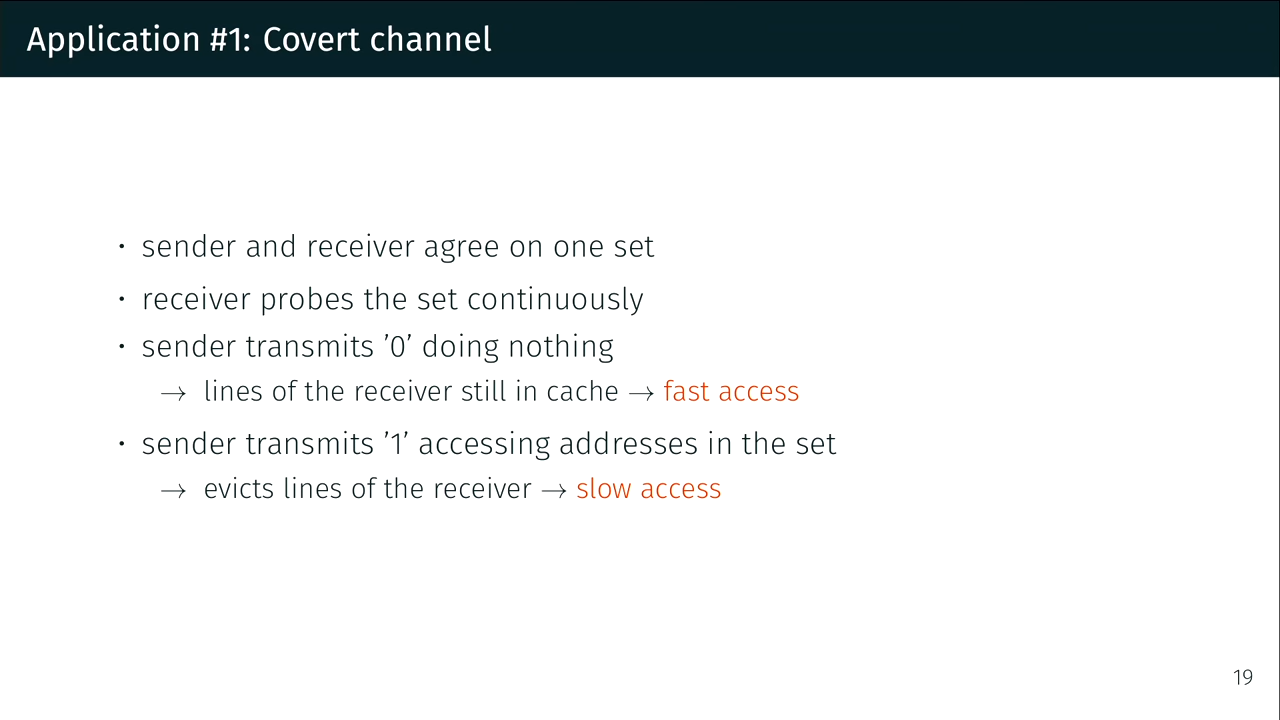 Application #1: Covert channel
• sender and receiver agree on one set
• receiver probes the set continuously
• sender transmits ’0’ doing nothing
→ lines of the receiver still in cache → fast access
• sender transmits ’1’ accessing addresses in the set
→ evicts lines of the receiver → slow access
19